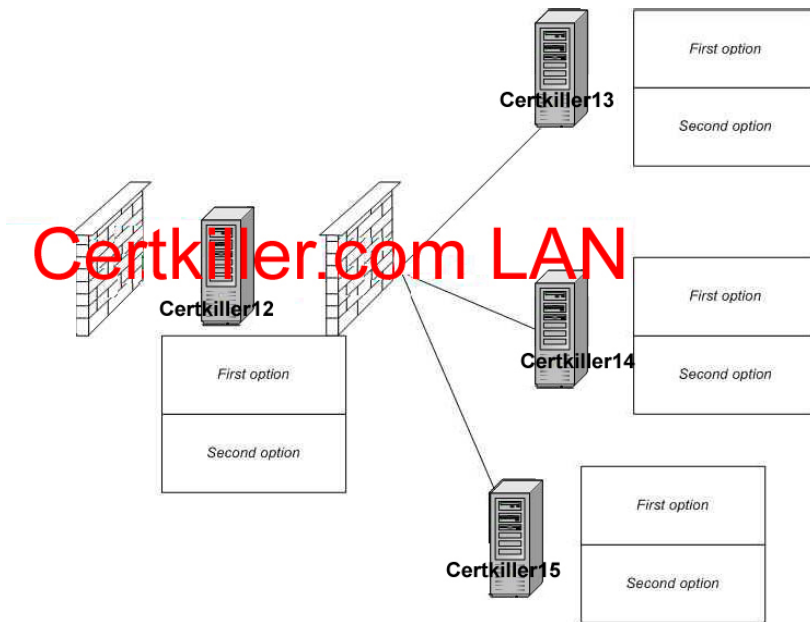 First option
Certkiller13
Second option
Certkiller.com LAN
Certkiller12
First option
Certkiller14
First option
Second option
Second option
First option
Certkiller15
Second option